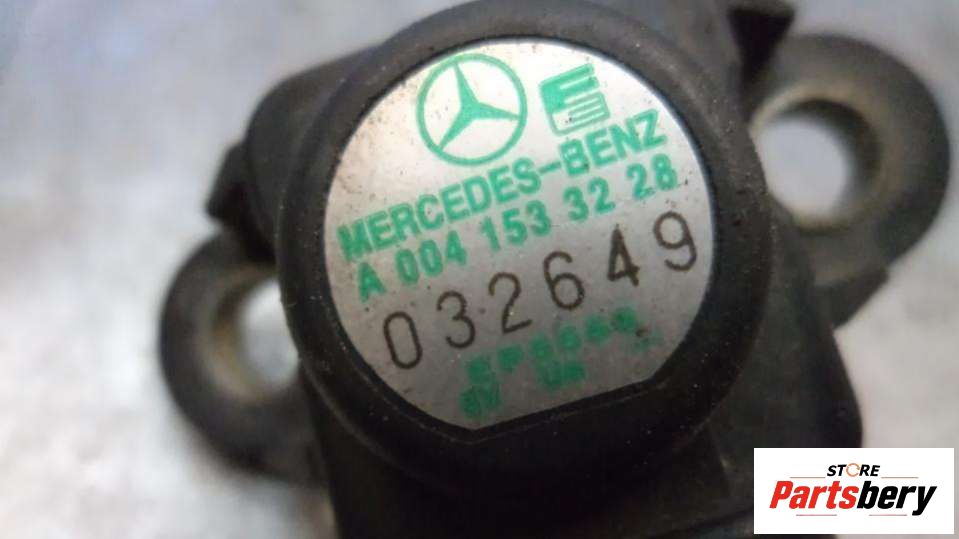 MERCEDES-BENZ
A 004 153 32 28
032649
STORE
Partsbery